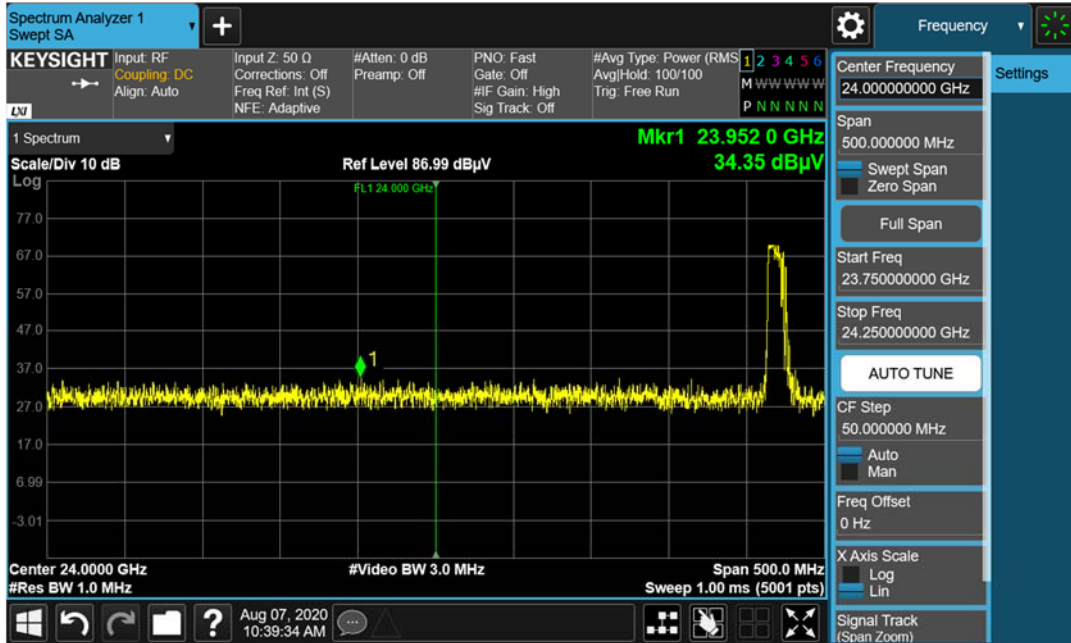 Spectrum Analyzer 1
Swept SA
Frequency
KEYSIGHT
LXI
Input: RF
Coupling: DC
Align: Auto
Input Z: 50 Ω
Corrections: Off
Freq Ref: Int (S)
NFE: Adaptive
#Atten: 0 dB
Preamp: Off
PNO: Fast
Gate: Off
#IF Gain: High
Sig Track: Off
#Avg Type: Power (RMS
Avg|Hold: 100/100
Trig: Free Run
1 2 3 4 5 6
M W W W W W
P N N N N N
1 Spectrum
Mkr1 23.952 0 GHz
34.35 dBµV
Scale/Div 10 dB
Ref Level 86.99 dBµV
Log
FL1 24.000 GHz
77.0
67.0
57.0
47.0
37.0
27.0
17.0
6.99
-3.01
1
Center 24.0000 GHz
#Video BW 3.0 MHz
Span 500.0 MHz
#Res BW 1.0 MHz
Sweep 1.00 ms (5001 pts)
Aug 07, 2020
10:39:34 AM
?
Center Frequency
24.000000000 GHz
Span
500.000000 MHz
Swept Span
Zero Span
Full Span
Start Freq
23.750000000 GHz
Stop Freq
24.250000000 GHz
AUTO TUNE
CF Step
50.000000 MHz
Auto
Man
Freq Offset
0 Hz
X Axis Scale
Log
Lin
Signal Track
(Span Zoom)
Settings